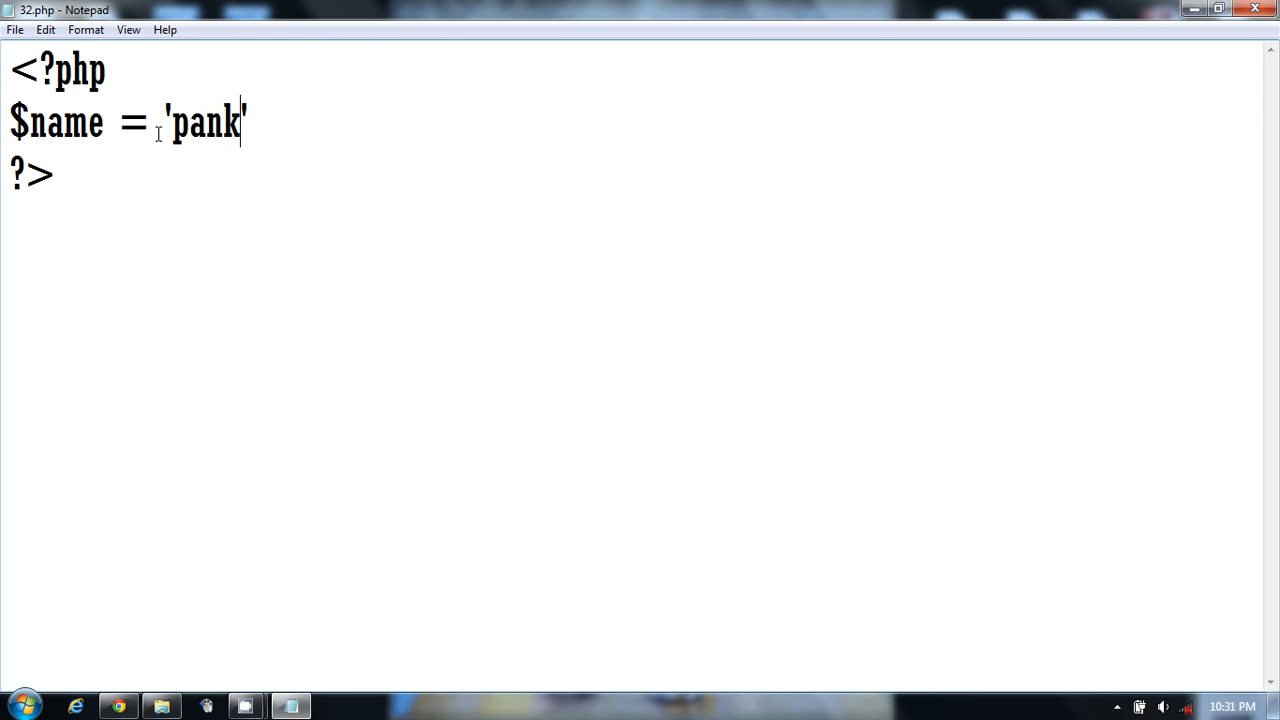 32.php - Notepad
File Edit Format View Help
<?php
$name = 'pank'
?>
10:31 PM